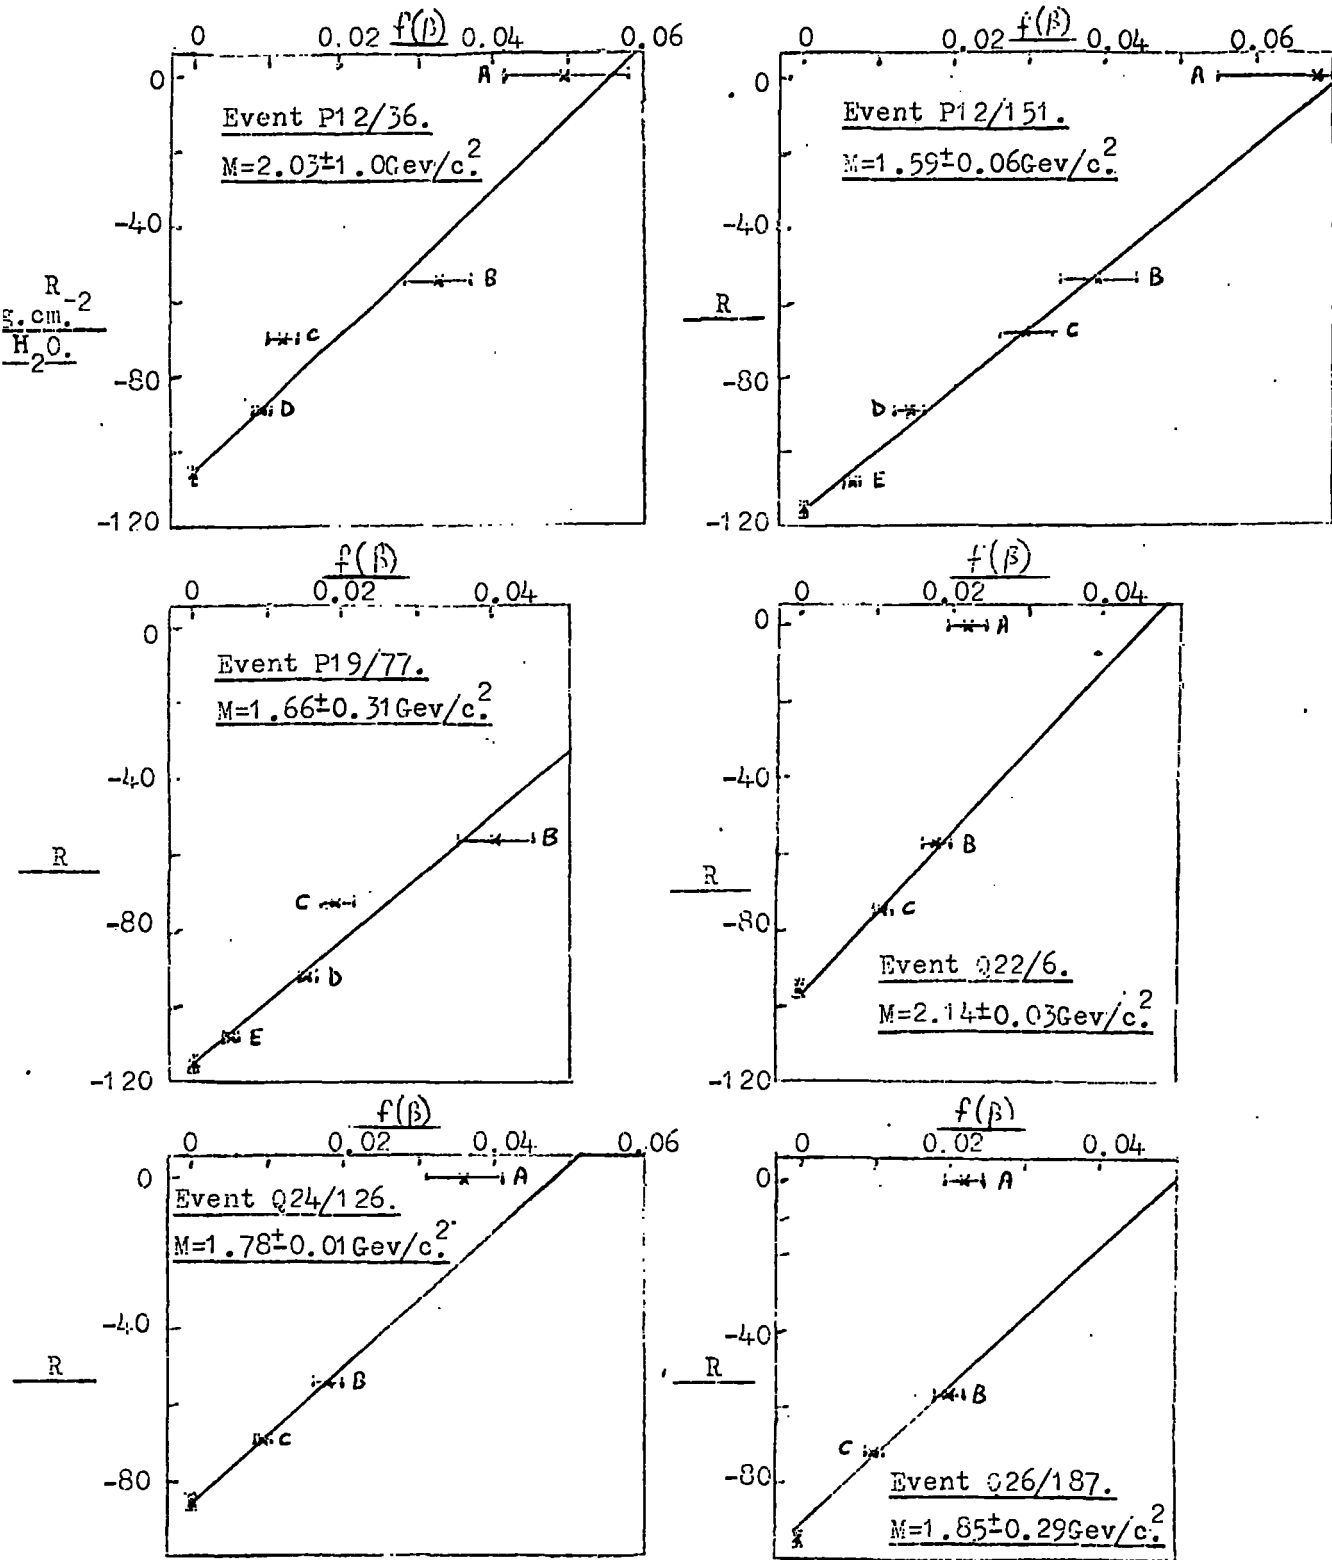 0 0.02 f(β) 0.04 0.06
0
A
Event P12/36.
M=2.03±1.0Gev/c.²
-40
R
g.cm.⁻²
H₂O.
B
C
-80
D
-120
0 0.02 f(β) 0.04 0.06
0
A
Event P12/151.
M=1.59±0.06Gev/c.²
-40
R
B
C
-80
D
E
-120
f(β)
0 0.02 0.04
0
Event P19/77.
M=1.66±0.31Gev/c.²
-40
R
B
C
-80
D
E
-120
f(β)
0 0.02 0.04
0
A
-40
R
B
C
-80
Event Q22/6.
M=2.14±0.03Gev/c.²
-120
f(β)
0 0.02 0.04 0.06
0
A
Event Q24/126.
M=1.78±0.01Gev/c.²
-40
R
B
C
-80
f(β)
0 0.02 0.04
0
A
-40
R
B
C
-80
Event Q26/187.
M=1.85±0.29Gev/c.²